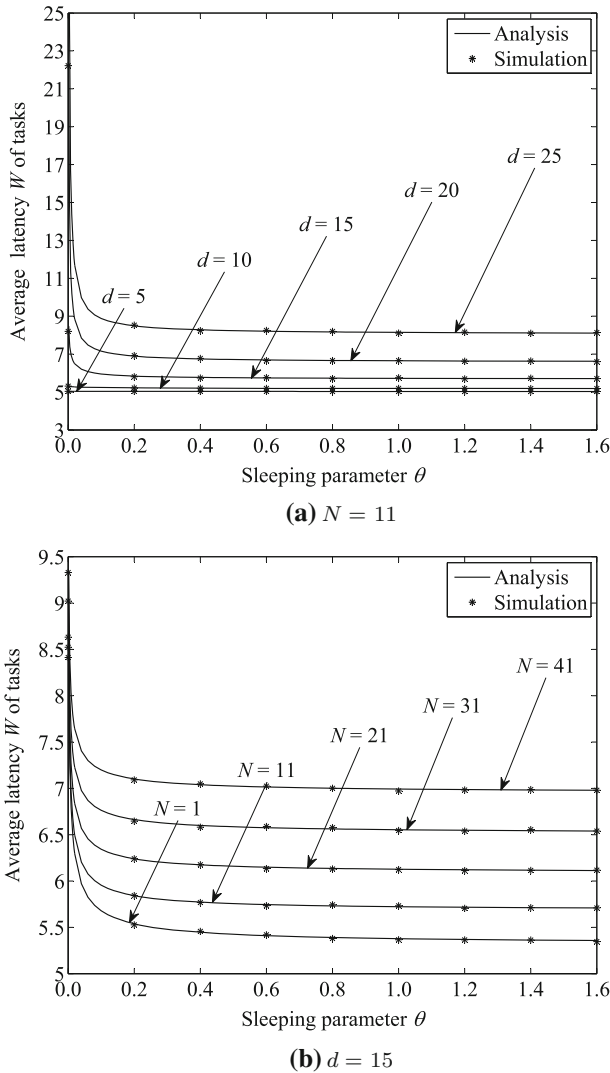 25
23
21
19
17
15
13
11
9
7
5
3
Average latency W of tasks
Analysis
Simulation
d = 25
d = 20
d = 15
d = 10
d = 5
0.0 0.2 0.4 0.6 0.8 1.0 1.2 1.4 1.6
Sleeping parameter θ
(a) N = 11
9.5
9
8.5
8
7.5
7
6.5
6
5.5
5
Average latency W of tasks
Analysis
Simulation
N = 41
N = 31
N = 21
N = 11
N = 1
0.0 0.2 0.4 0.6 0.8 1.0 1.2 1.4 1.6
Sleeping parameter θ
(b) d = 15